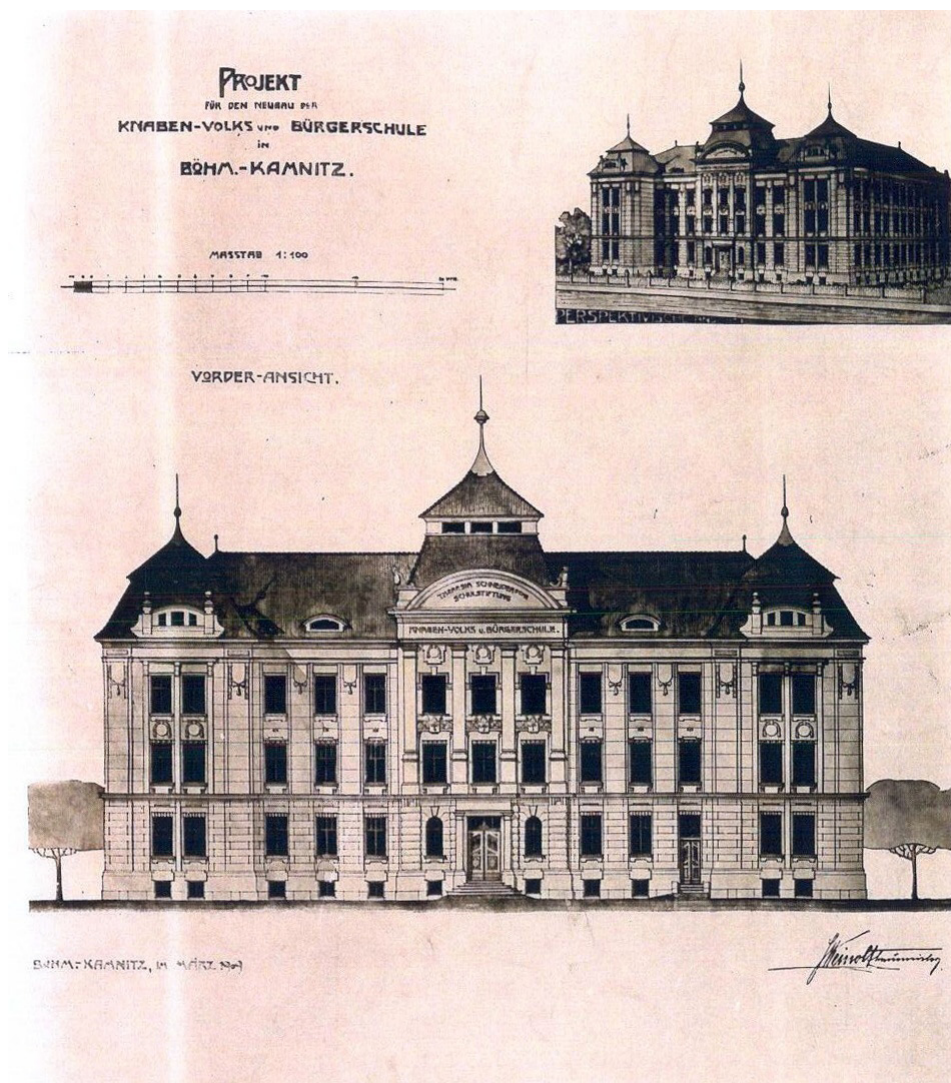 PROJEKT
FÜR DEN NEUBAU DER
KNABEN-VOLKS UND BÜRGERSCHULE
IN
BÖHM.-KAMNITZ.
MASSTAB 1:100
PERSPEKTIVISCHE
VORDER-ANSICHT.
KNABEN-VOLKS u. BÜRGERSCHULE.
BÖHM.-KAMNITZ, IM MÄRZ